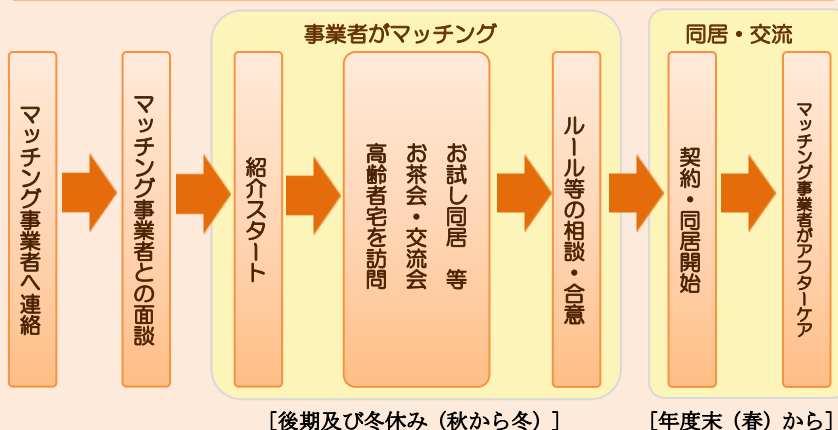 事業者がマッチング
同居・交流
マッチング事業者へ連絡
マッチング事業者との面談
紹介スタート
お試し同居　等
お茶会・交流会
高齢者宅を訪問
ルール等の相談・合意
契約・同居開始
マッチング事業者がアフターケア
［後期及び冬休み（秋から冬）］
［年度末（春）から］